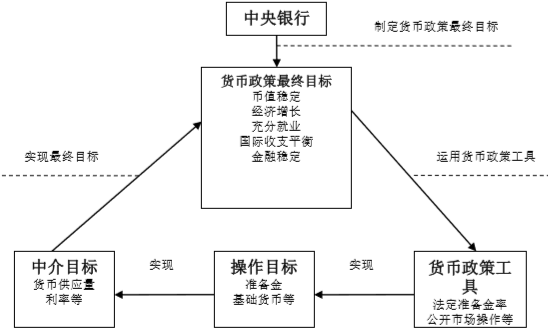 中央银行
制定货币政策最终目标
货币政策最终目标
币值稳定
经济增长
充分就业
国际收支平衡
金融稳定
实现最终目标
运用货币政策工具
中介目标
货币供应量
利率等
实现
操作目标
准备金
基础货币等
实现
货币政策工
具
法定准备金率
公开市场操作等